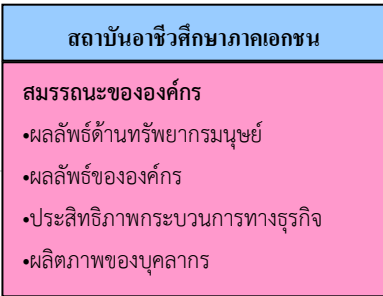 สถาบันอาชีวศึกษาภาคเอกชน
สมรรถนะขององค์กร
•ผลลัพธ์ด้านทรัพยากรมนุษย์
•ผลลัพธ์ขององค์กร
•ประสิทธิภาพกระบวนการทางธุรกิจ
•ผลิตภาพของบุคลากร